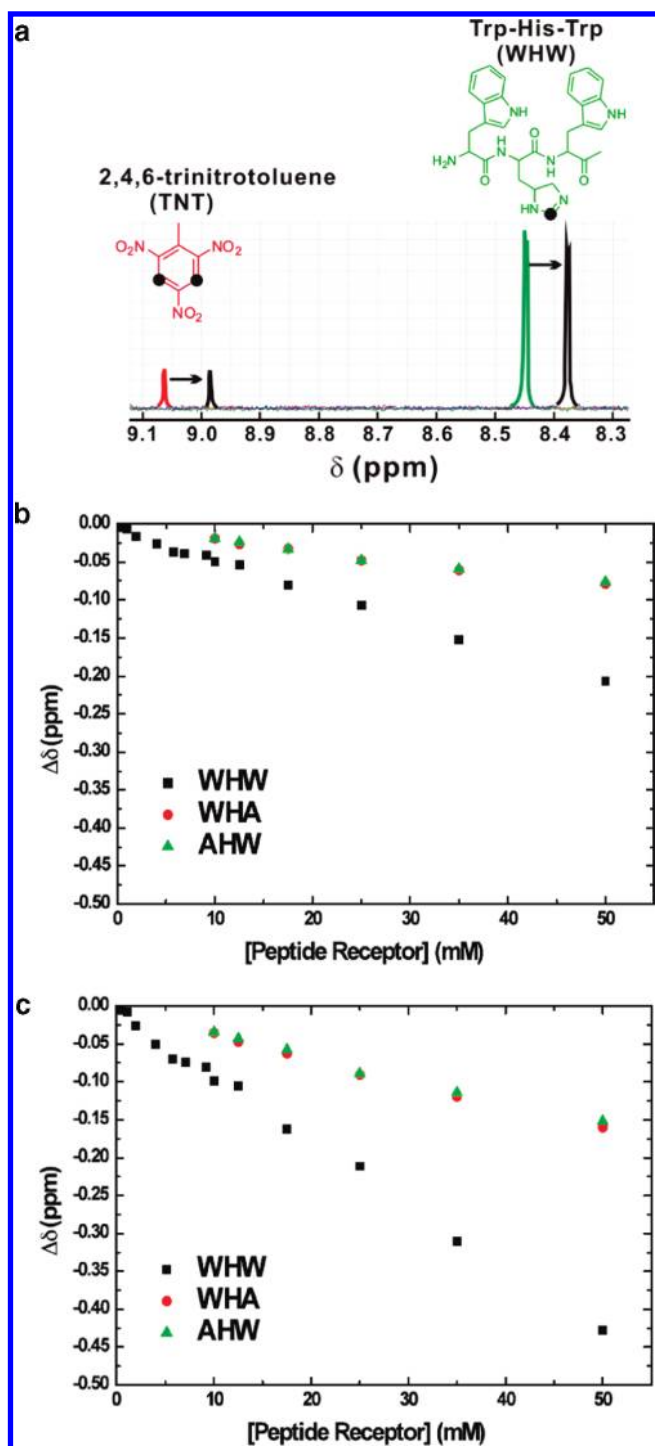 a
Trp-His-Trp
(WHW)
2,4,6-trinitrotoluene
(TNT)
O₂N
NO₂
NO₂
NH
NH
H₂N
H
N
O
O
N
H
O
HN
N
9.1 9.0 8.9 8.8 8.7 8.6 8.5 8.4 8.3
δ (ppm)
b
0.00
-0.05
-0.10
-0.15
-0.20
-0.25
-0.30
-0.35
-0.40
-0.45
-0.50
Δδ(ppm)
WHW
WHA
AHW
0 10 20 30 40 50
[Peptide Receptor] (mM)
c
0.00
-0.05
-0.10
-0.15
-0.20
-0.25
-0.30
-0.35
-0.40
-0.45
-0.50
Δδ(ppm)
WHW
WHA
AHW
0 10 20 30 40 50
[Peptide Receptor] (mM)